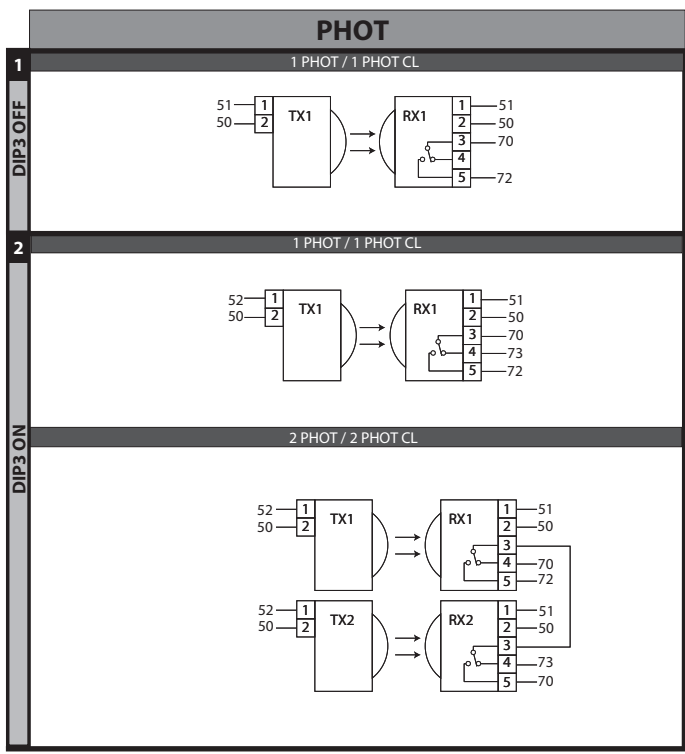 PHOT
1
1 PHOT / 1 PHOT CL
DIP3 OFF
51 1 TX1 RX1 1 51
50 2 2 50
3 70
4
5 72
2
1 PHOT / 1 PHOT CL
DIP3 ON
52 1 TX1 RX1 1 51
50 2 2 50
3 70
4 73
5 72
2 PHOT / 2 PHOT CL
52 1 TX1 RX1 1 51
50 2 2 50
3
4 70
5 72
52 1 TX2 RX2 1 51
50 2 2 50
3
4 73
5 70